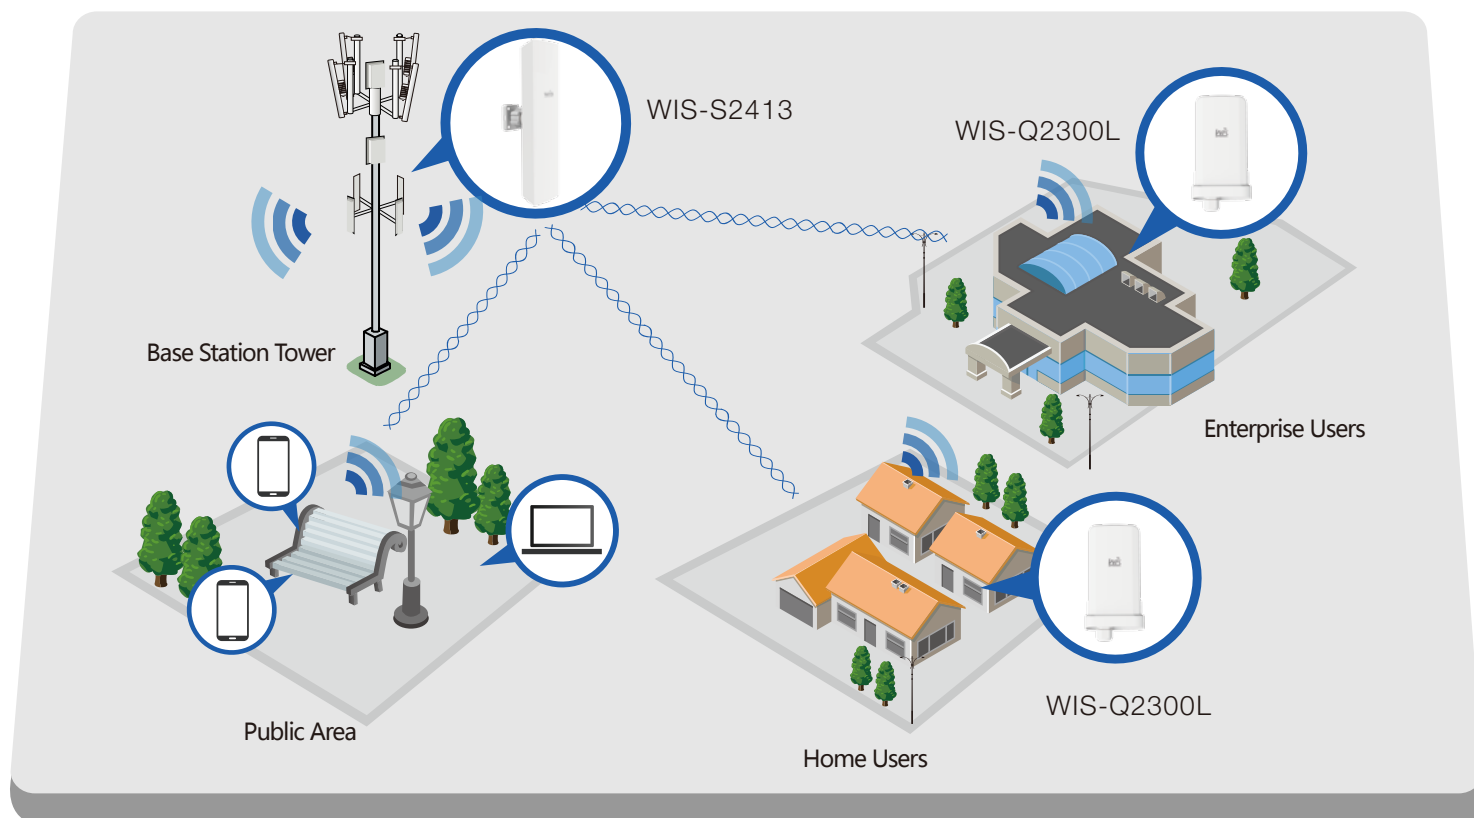 WIS-S2413
WIS-Q2300L
Base Station Tower
Enterprise Users
Public Area
WIS-Q2300L
Home Users